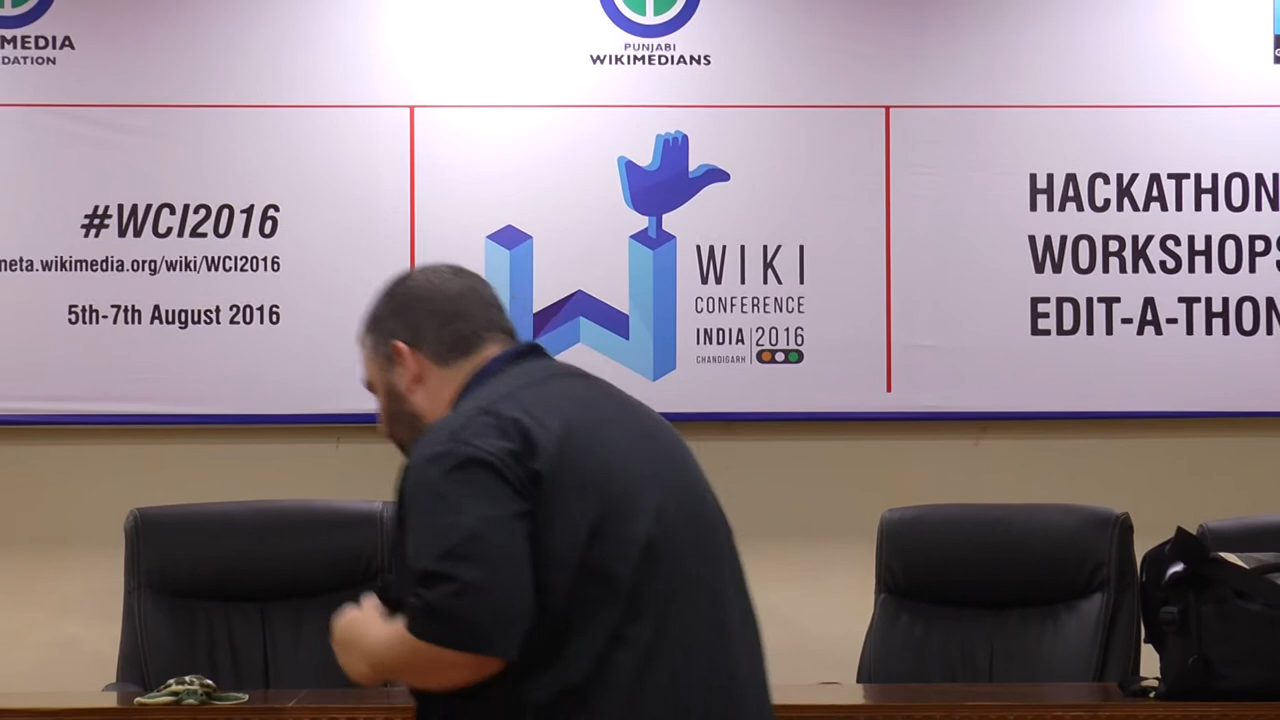 MEDIA
DATION
PUNJABI
WIKIMEDIANS
#WCI2016
meta.wikimedia.org/wiki/WCI2016
5th-7th August 2016
WIKI
CONFERENCE
INDIA 2016
CHANDIGARH
HACKATHON
WORKSHOPS
EDIT-A-THON